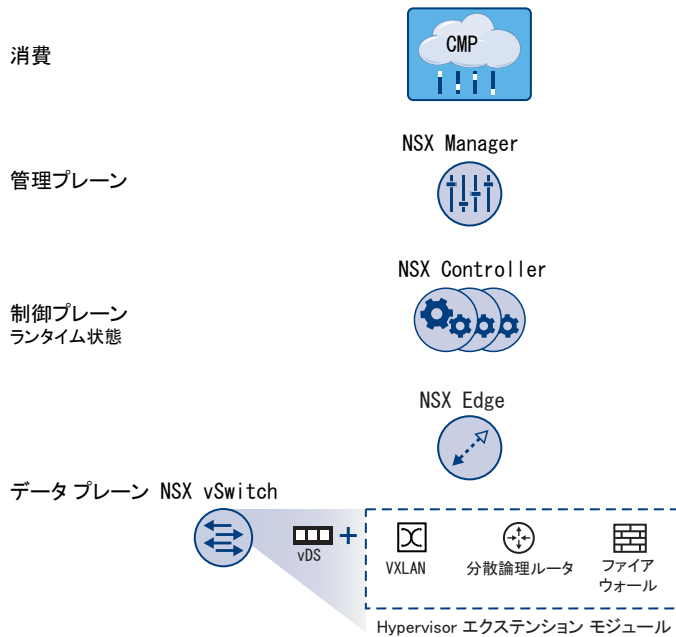 消費
CMP
NSX Manager
管理プレーン
NSX Controller
制御プレーン
ランタイム状態
NSX Edge
データ プレーン NSX vSwitch
vDS
+
VXLAN
分散論理ルータ
ファイア
ウォール
Hypervisor エクステンション モジュール